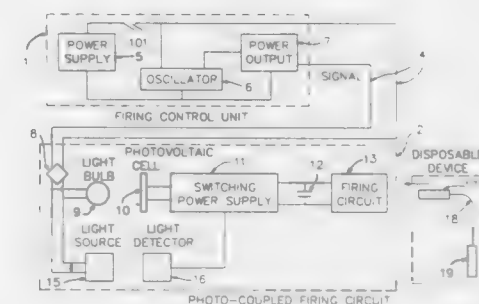 1
POWER SUPPLY
101
5
OSCILLATOR
6
POWER OUTPUT
7
SIGNAL
4
FIRING CONTROL UNIT
2
8
LIGHT BULB
9
PHOTOVOLTAIC CELL
10
11
SWITCHING POWER SUPPLY
12
13
FIRING CIRCUIT
DISPOSABLE DEVICE
18
19
LIGHT SOURCE
15
LIGHT DETECTOR
16
PHOTO-COUPLED FIRING CIRCUIT